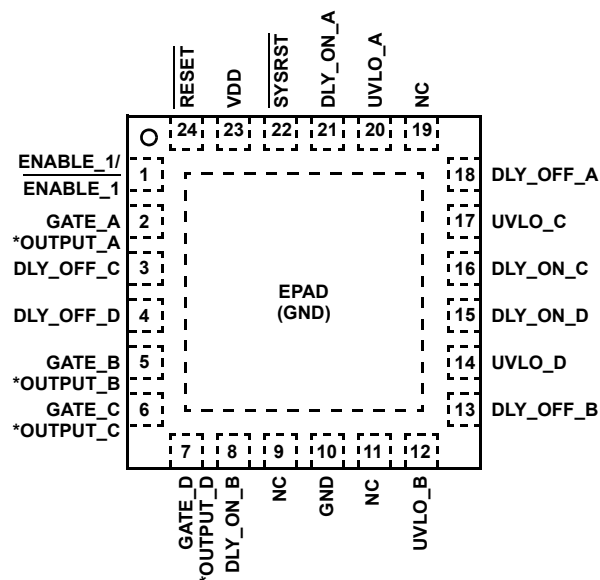 RESET
VDD
SYSRST
DLY_ON_A
UVLO_A
NC
24
23
22
21
20
19
ENABLE_1/
ENABLE_1
1
GATE_A
*OUTPUT_A
2
DLY_OFF_C
3
DLY_OFF_D
4
GATE_B
*OUTPUT_B
5
GATE_C
*OUTPUT_C
6
EPAD
(GND)
18 DLY_OFF_A
17 UVLO_C
16 DLY_ON_C
15 DLY_ON_D
14 UVLO_D
13 DLY_OFF_B
7
8
9
10
11
12
GATE_D
*OUTPUT_D
DLY_ON_B
NC
GND
NC
UVLO_B